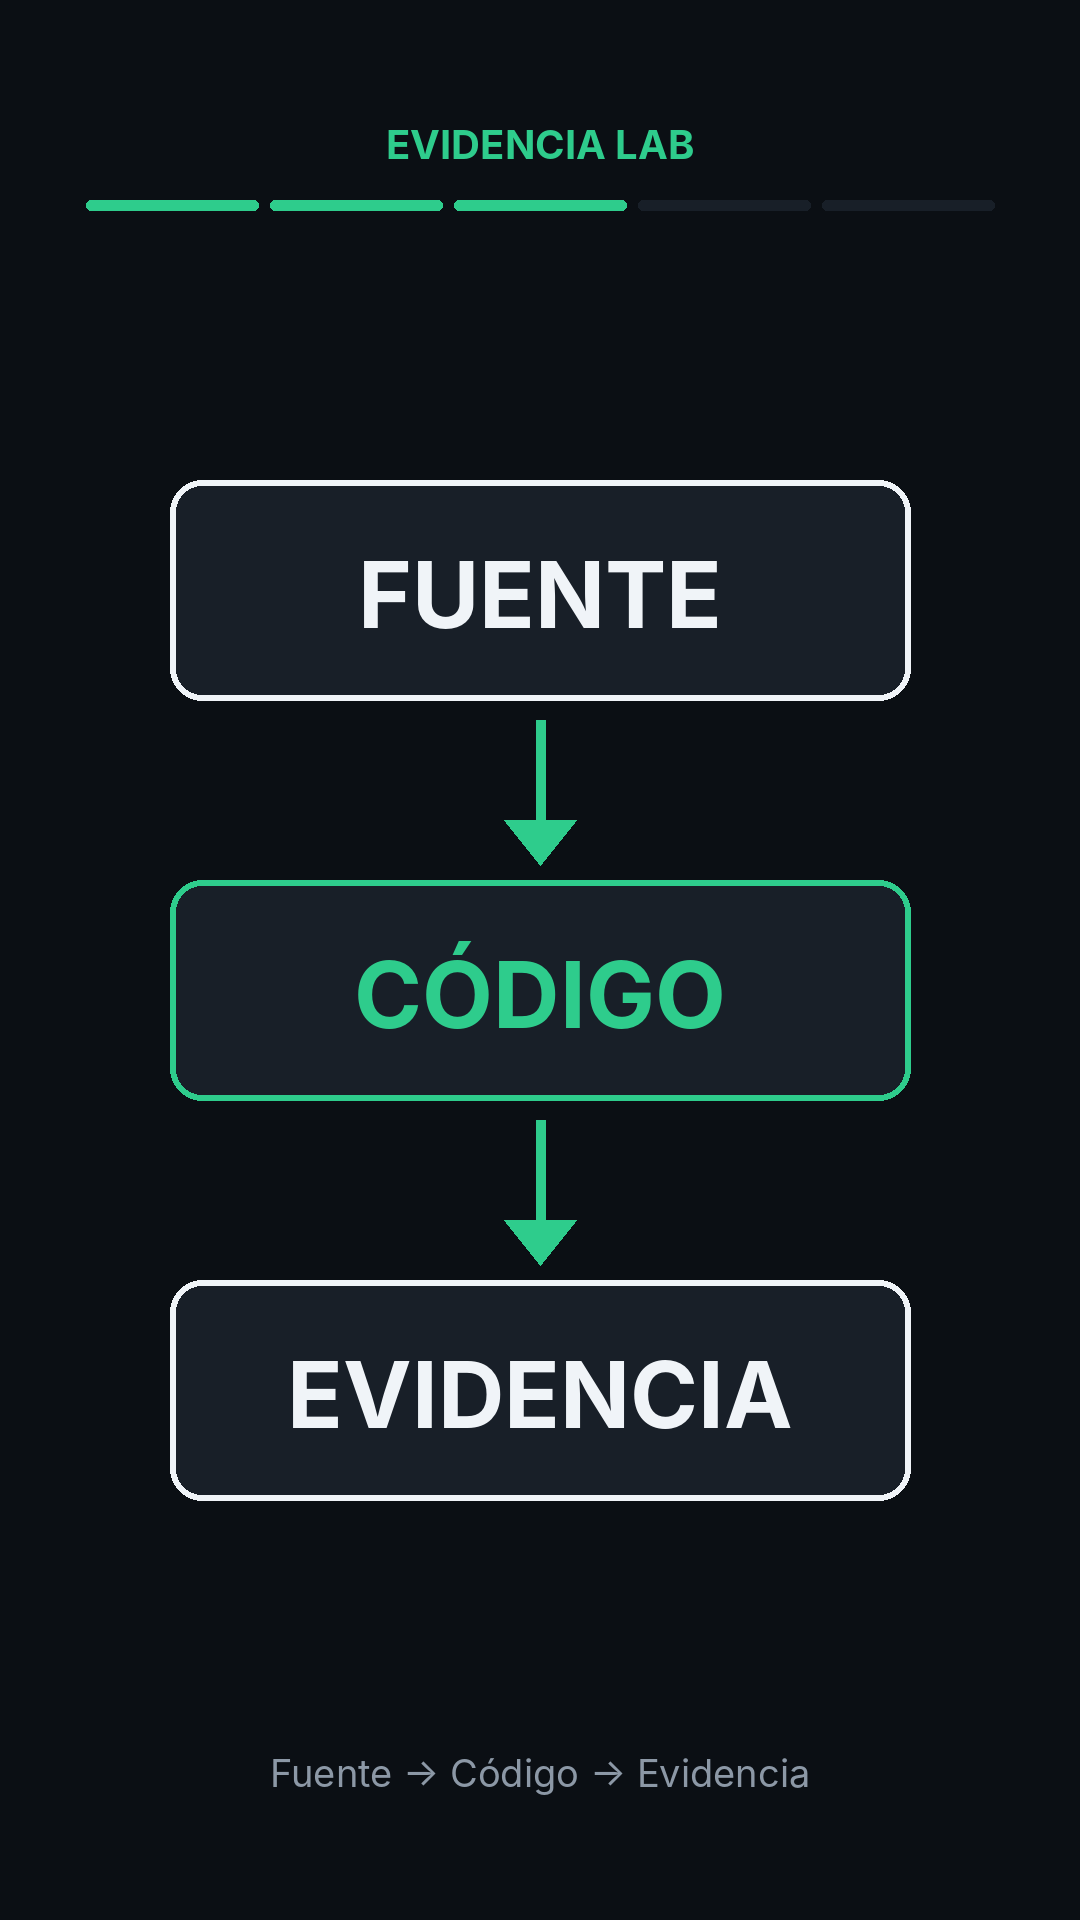 EVIDENCIA LAB
FUENTE
CÓDIGO
EVIDENCIA
Fuente → Código → Evidencia